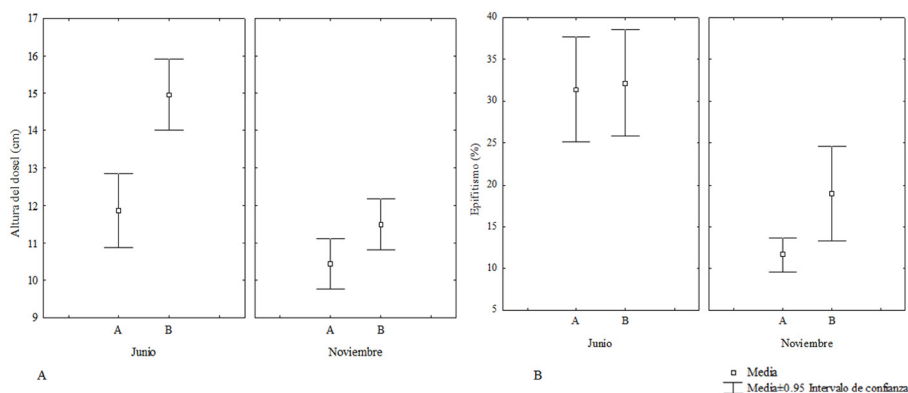 17
16
15
14
13
12
11
10
9
Altura del dosel (cm)
A B
Junio
A B
Noviembre
A
40
35
30
25
20
15
10
5
Epifitismo (%)
A B
Junio
A B
Noviembre
B
Media
Media±0.95 Intervalo de confianza